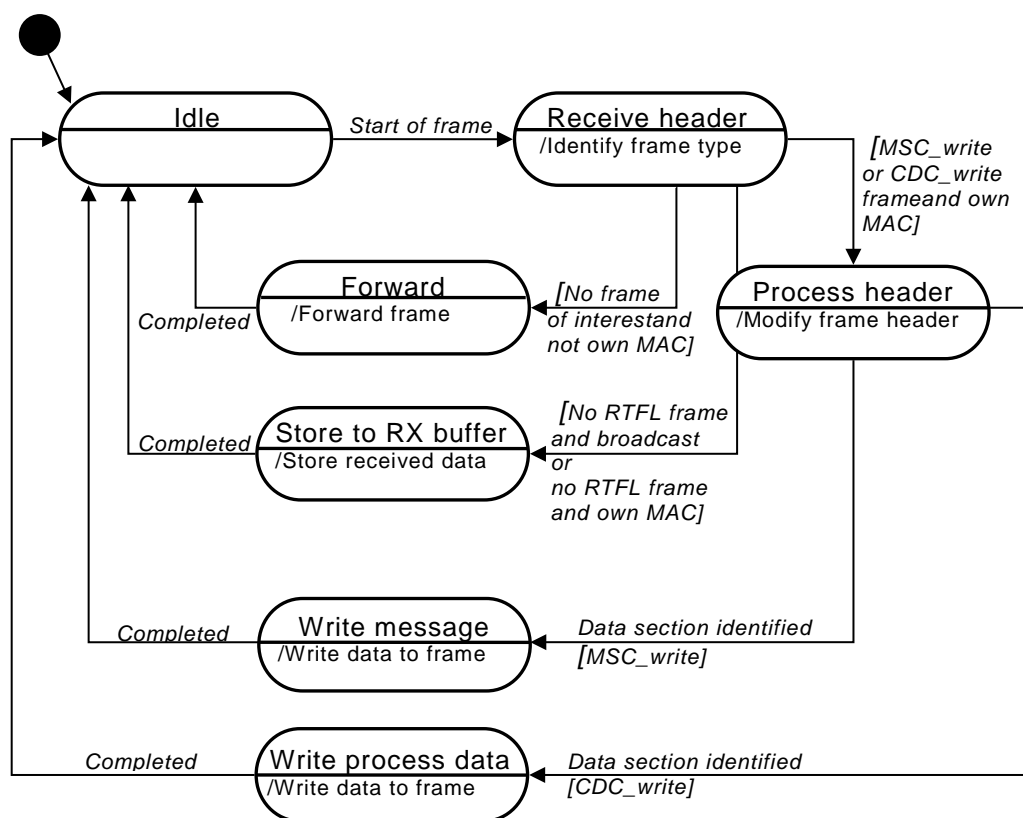 Idle
Start of frame
Receive header
/Identify frame type
[MSC_write
or CDC_write
frameand own
MAC]
Forward
/Forward frame
Completed
[No frame
of interestand
not own MAC]
Process header
/Modify frame header
Store to RX buffer
/Store received data
Completed
[No RTFL frame
and broadcast
or
no RTFL frame
and own MAC]
Write message
/Write data to frame
Completed
Data section identified
[MSC_write]
Write process data
/Write data to frame
Completed
Data section identified
[CDC_write]